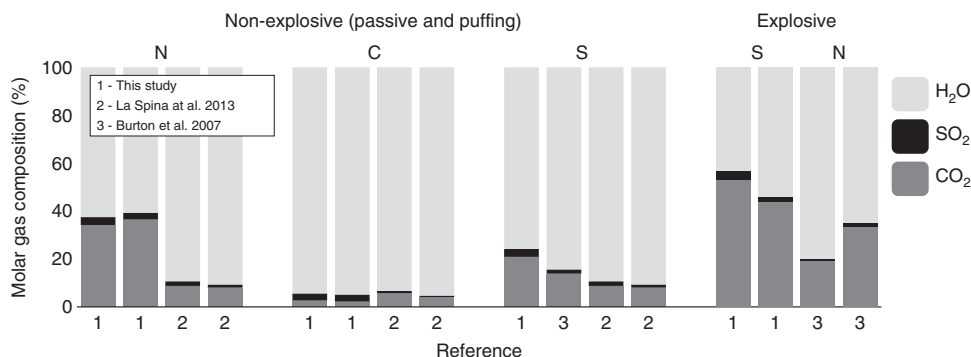 Non-explosive (passive and puffing) Explosive
N C S S N
100
80
60
40
20
0
Molar gas composition (%)
1 - This study
2 - La Spina at al. 2013
3 - Burton et al. 2007
H₂O
SO₂
CO₂
1 1 2 2 1 1 2 2 1 3 2 2 1 1 3 3
Reference